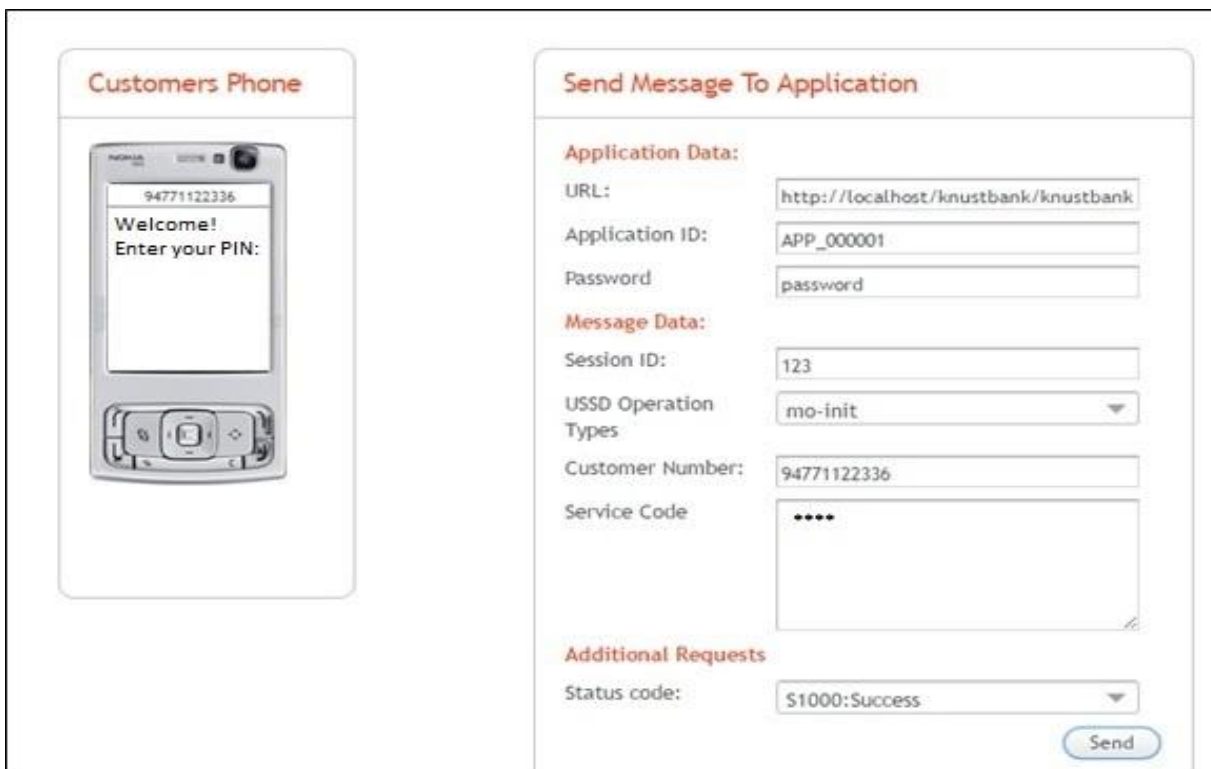 Customers Phone
NOKIA
94771122336
Welcome!
Enter your PIN:
Send Message To Application
Application Data:
URL: http://localhost/knustbank/knustbank
Application ID: APP_000001
Password password
Message Data:
Session ID: 123
USSD Operation Types mo-init
Customer Number: 94771122336
Service Code ****
Additional Requests
Status code: S1000:Success
Send